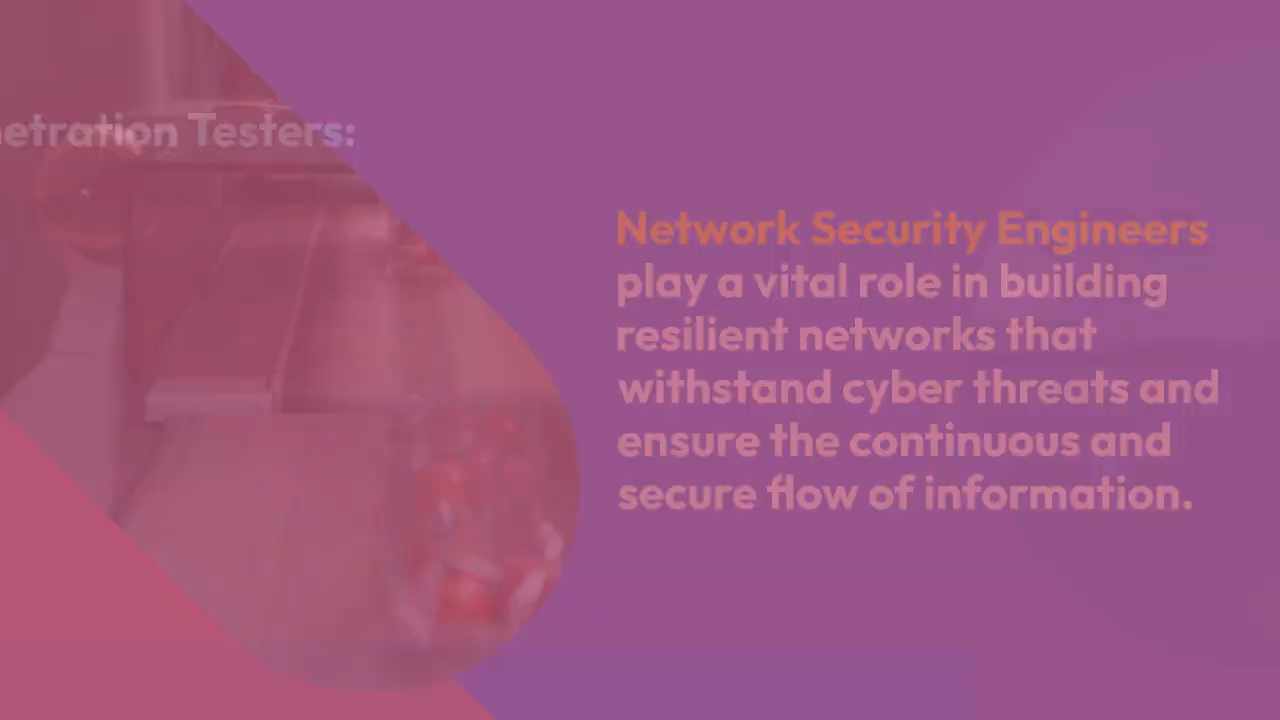 netration Testers:
Network Security Engineers
play a vital role in building
resilient networks that
withstand cyber threats and
ensure the continuous and
secure flow of information.